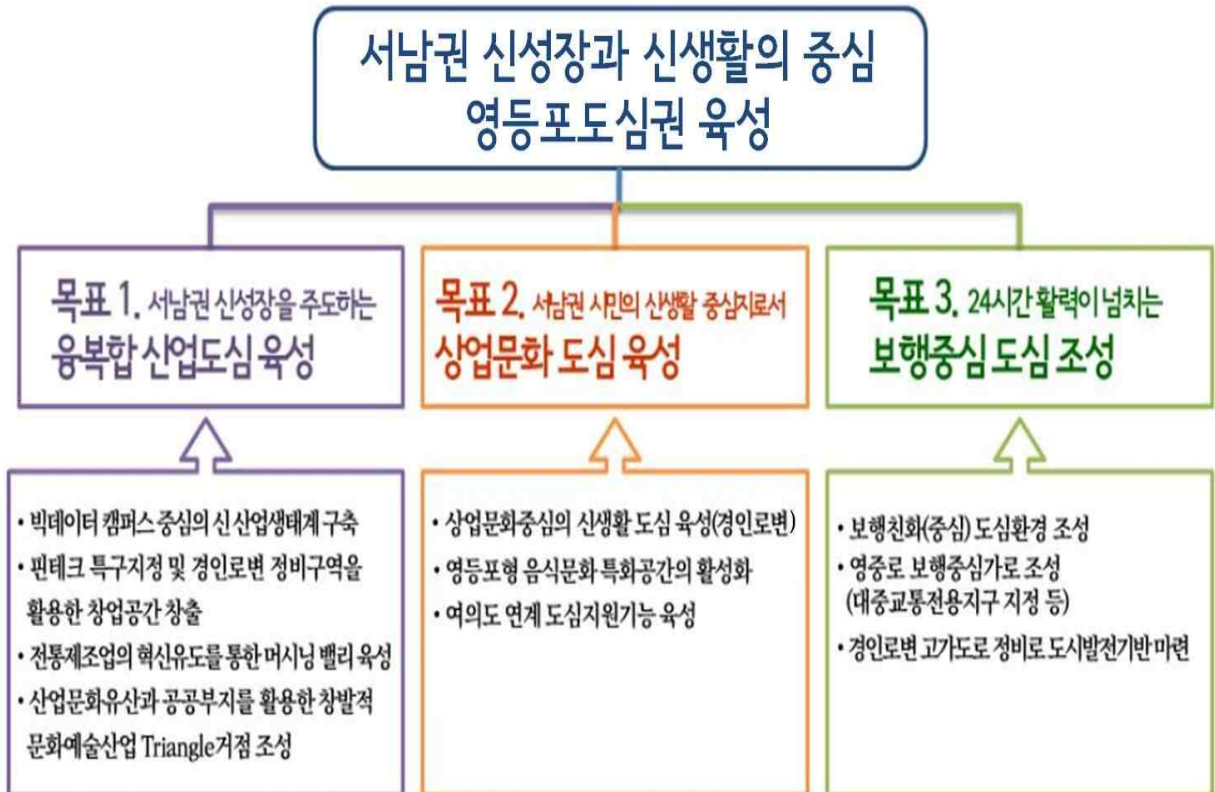 서남권 신성장과 신생활의 중심
영등포도심권 육성
목표 1. 서남권 신성장을 주도하는
융복합 산업도심 육성
목표 2. 서남권 시민의 신생활 중심지로서
상업문화 도심 육성
목표 3. 24시간 활력이 넘치는
보행중심 도심 조성
• 빅데이터 캠퍼스 중심의 신 산업생태계 구축
• 핀테크 특구지정 및 경인로변 정비구역을
활용한 창업공간 창출
• 전통제조업의 혁신유도를 통한 머시닝 밸리 육성
• 산업문화유산과 공공부지를 활용한 창발적
문화예술산업 Triangle거점 조성
• 상업문화중심의 신생활 도심 육성(경인로변)
• 영등포형 음식문화 특화공간의 활성화
• 여의도 연계 도심지원기능 육성
• 보행친화(중심) 도심환경 조성
• 영중로 보행중심가로 조성
(대중교통전용지구 지정 등)
• 경인로변 고가도로 정비로 도시발전기반 마련